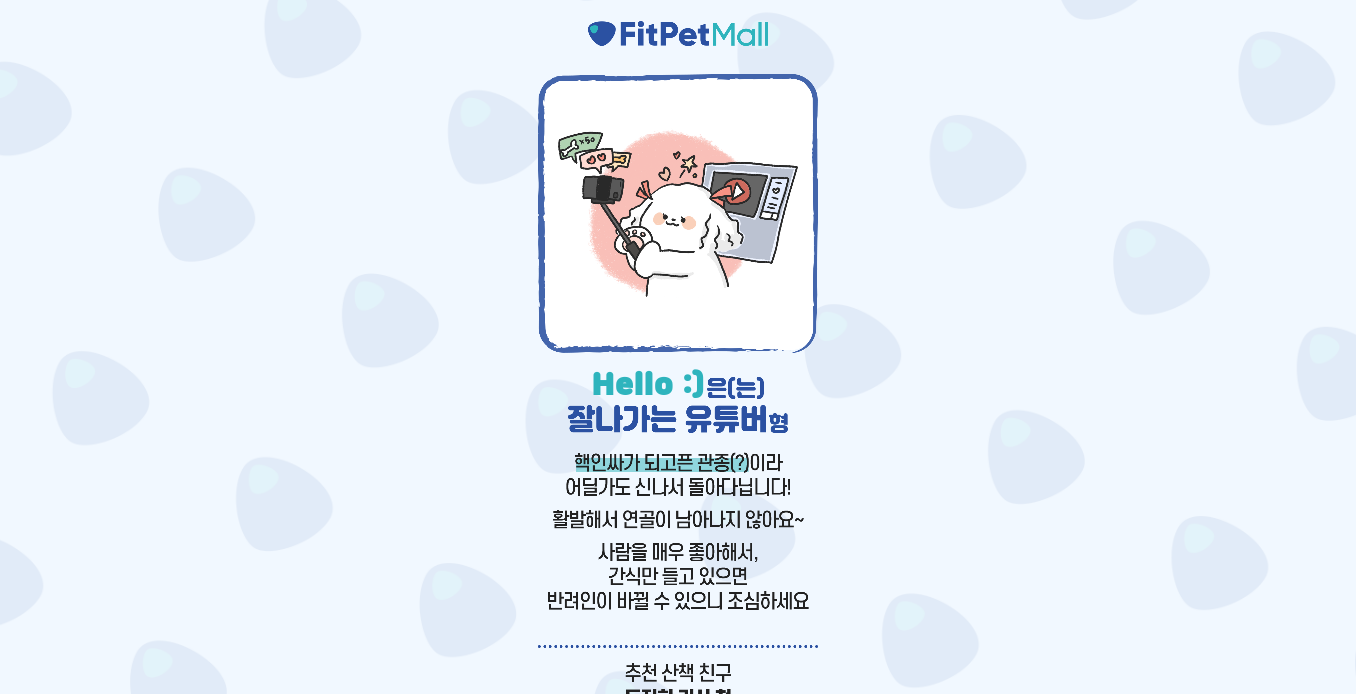 FitPetMall
x50
Hello :)은(는)
잘나가는 유튜버형
핵인싸가 되고픈 관종(?)이라
어딜가도 신나서 돌아다닙니다!
활발해서 연골이 남아나지 않아요~
사람을 매우 좋아해서,
간식만 들고 있으면
반려인이 바뀔 수 있으니 조심하세요
추천 산책 친구